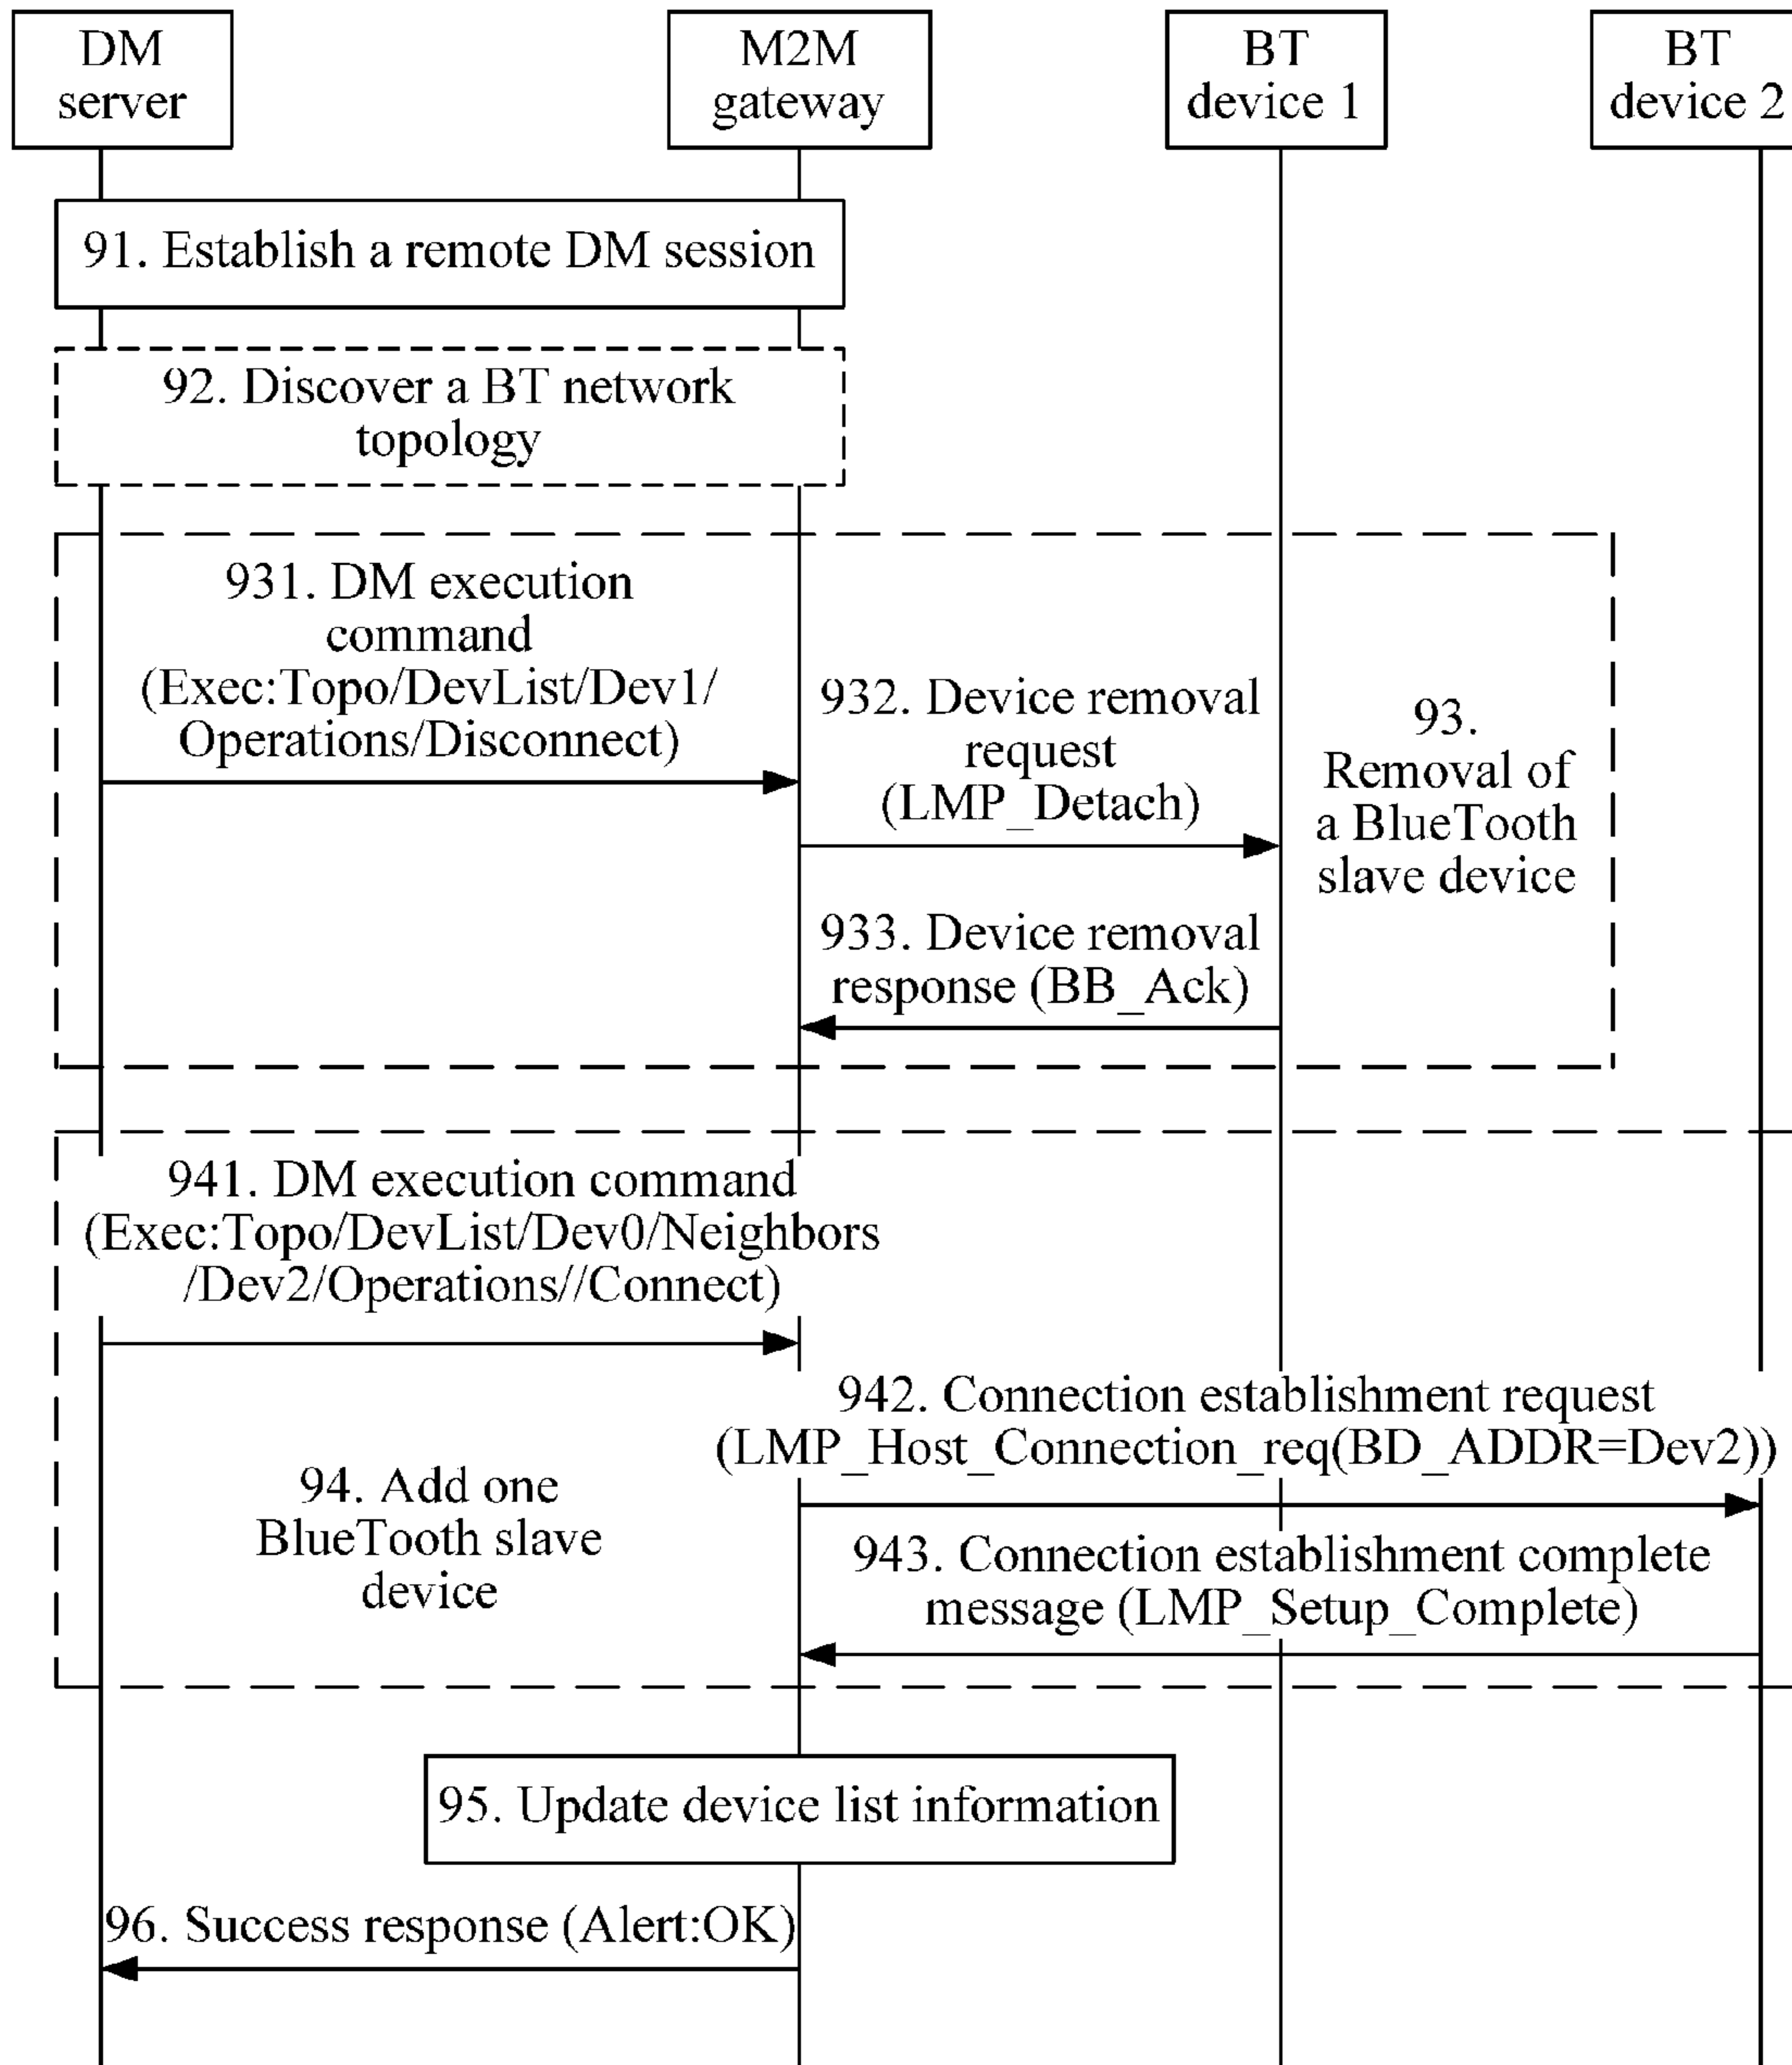 DM
server
M2M
gateway
BT
device 1
BT
device 2
91. Establish a remote DM session
92. Discover a BT network
topology
931. DM execution
command
(Exec:Topo/DevList/Dev1/
Operations/Disconnect)
932. Device removal
request
(LMP_Detach)
93.
Removal of
a BlueTooth
slave device
933. Device removal
response (BB_Ack)
941. DM execution command
(Exec:Topo/DevList/Dev0/Neighbors
/Dev2/Operations//Connect)
942. Connection establishment request
(LMP_Host_Connection_req(BD_ADDR=Dev2))
94. Add one
BlueTooth slave
device
943. Connection establishment complete
message (LMP_Setup_Complete)
95. Update device list information
96. Success response (Alert:OK)